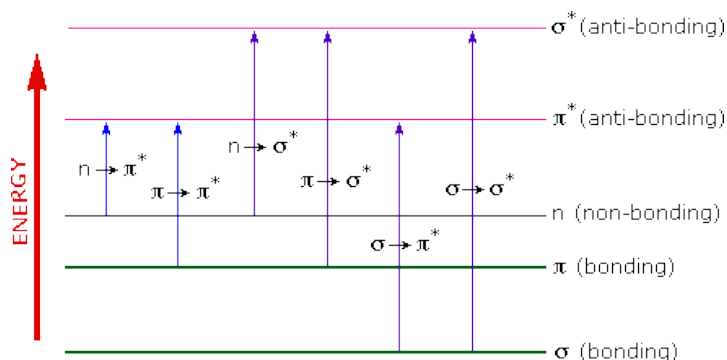 σ* (anti-bonding)
π* (anti-bonding)
n → σ*
n → π*
π → π*
π → σ*
σ → σ*
n (non-bonding)
σ → π*
π (bonding)
σ (bonding)
ENERGY